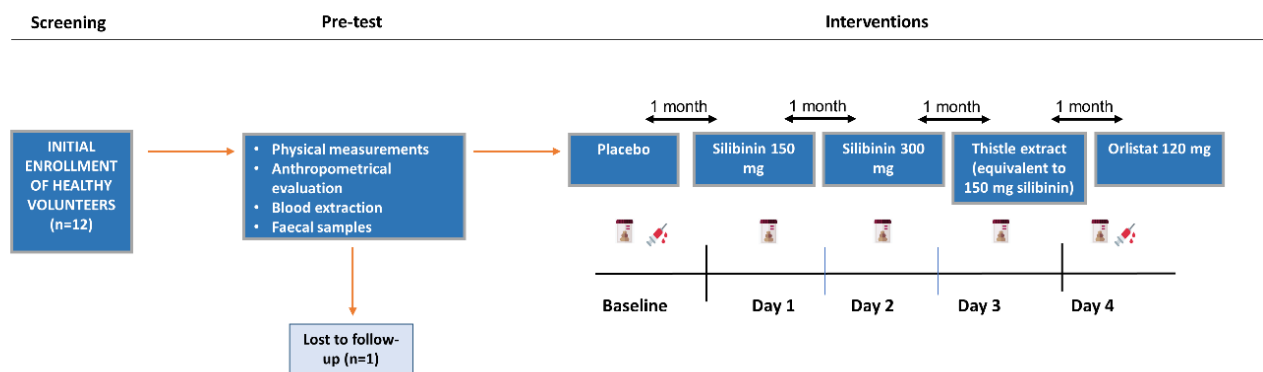 Screening
Pre-test
Interventions
INITIAL
ENROLLMENT
OF HEALTHY
VOLUNTEERS
(n=12)
• Physical measurements
• Anthropometrical
evaluation
• Blood extraction
• Faecal samples
Lost to follow-
up (n=1)
1 month
1 month
1 month
1 month
Placebo
Silibinin 150
mg
Silibinin 300
mg
Thistle extract
(equivalent to
150 mg silibinin)
Orlistat 120 mg
Baseline
Day 1
Day 2
Day 3
Day 4